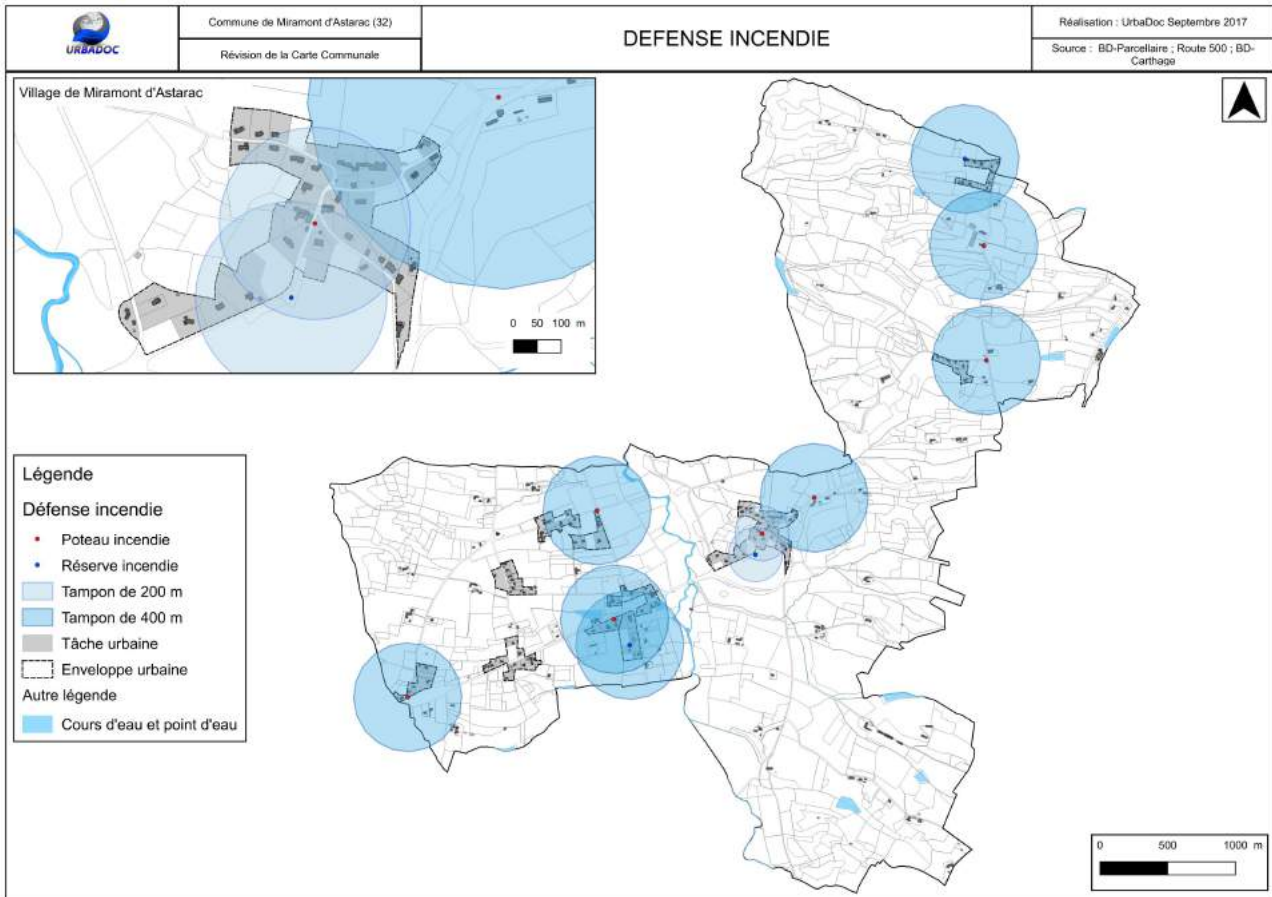 URBADOC
Commune de Miramont d'Astarac (32)
Révision de la Carte Communale
DEFENSE INCENDIE
Réalisation : UrbaDoc Septembre 2017
Source : BD-Parcellaire ; Route 500 ; BD-
Carthage
Village de Miramont d'Astarac
0 50 100 m
Légende
Défense incendie
Poteau incendie
Réserve incendie
Tampon de 200 m
Tampon de 400 m
Tâche urbaine
Enveloppe urbaine
Autre légende
Cours d'eau et point d'eau
0 500 1000 m